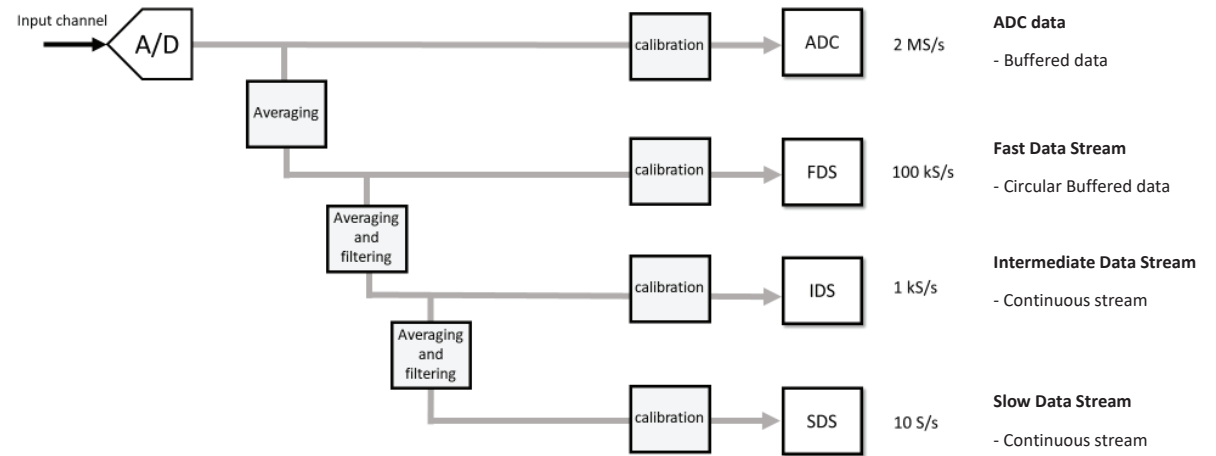 Input channel
A/D
calibration
ADC
2 MS/s
ADC data
- Buffered data
Averaging
calibration
FDS
100 kS/s
Fast Data Stream
- Circular Buffered data
Averaging
and
filtering
calibration
IDS
1 kS/s
Intermediate Data Stream
- Continuous stream
Averaging
and
filtering
calibration
SDS
10 S/s
Slow Data Stream
- Continuous stream